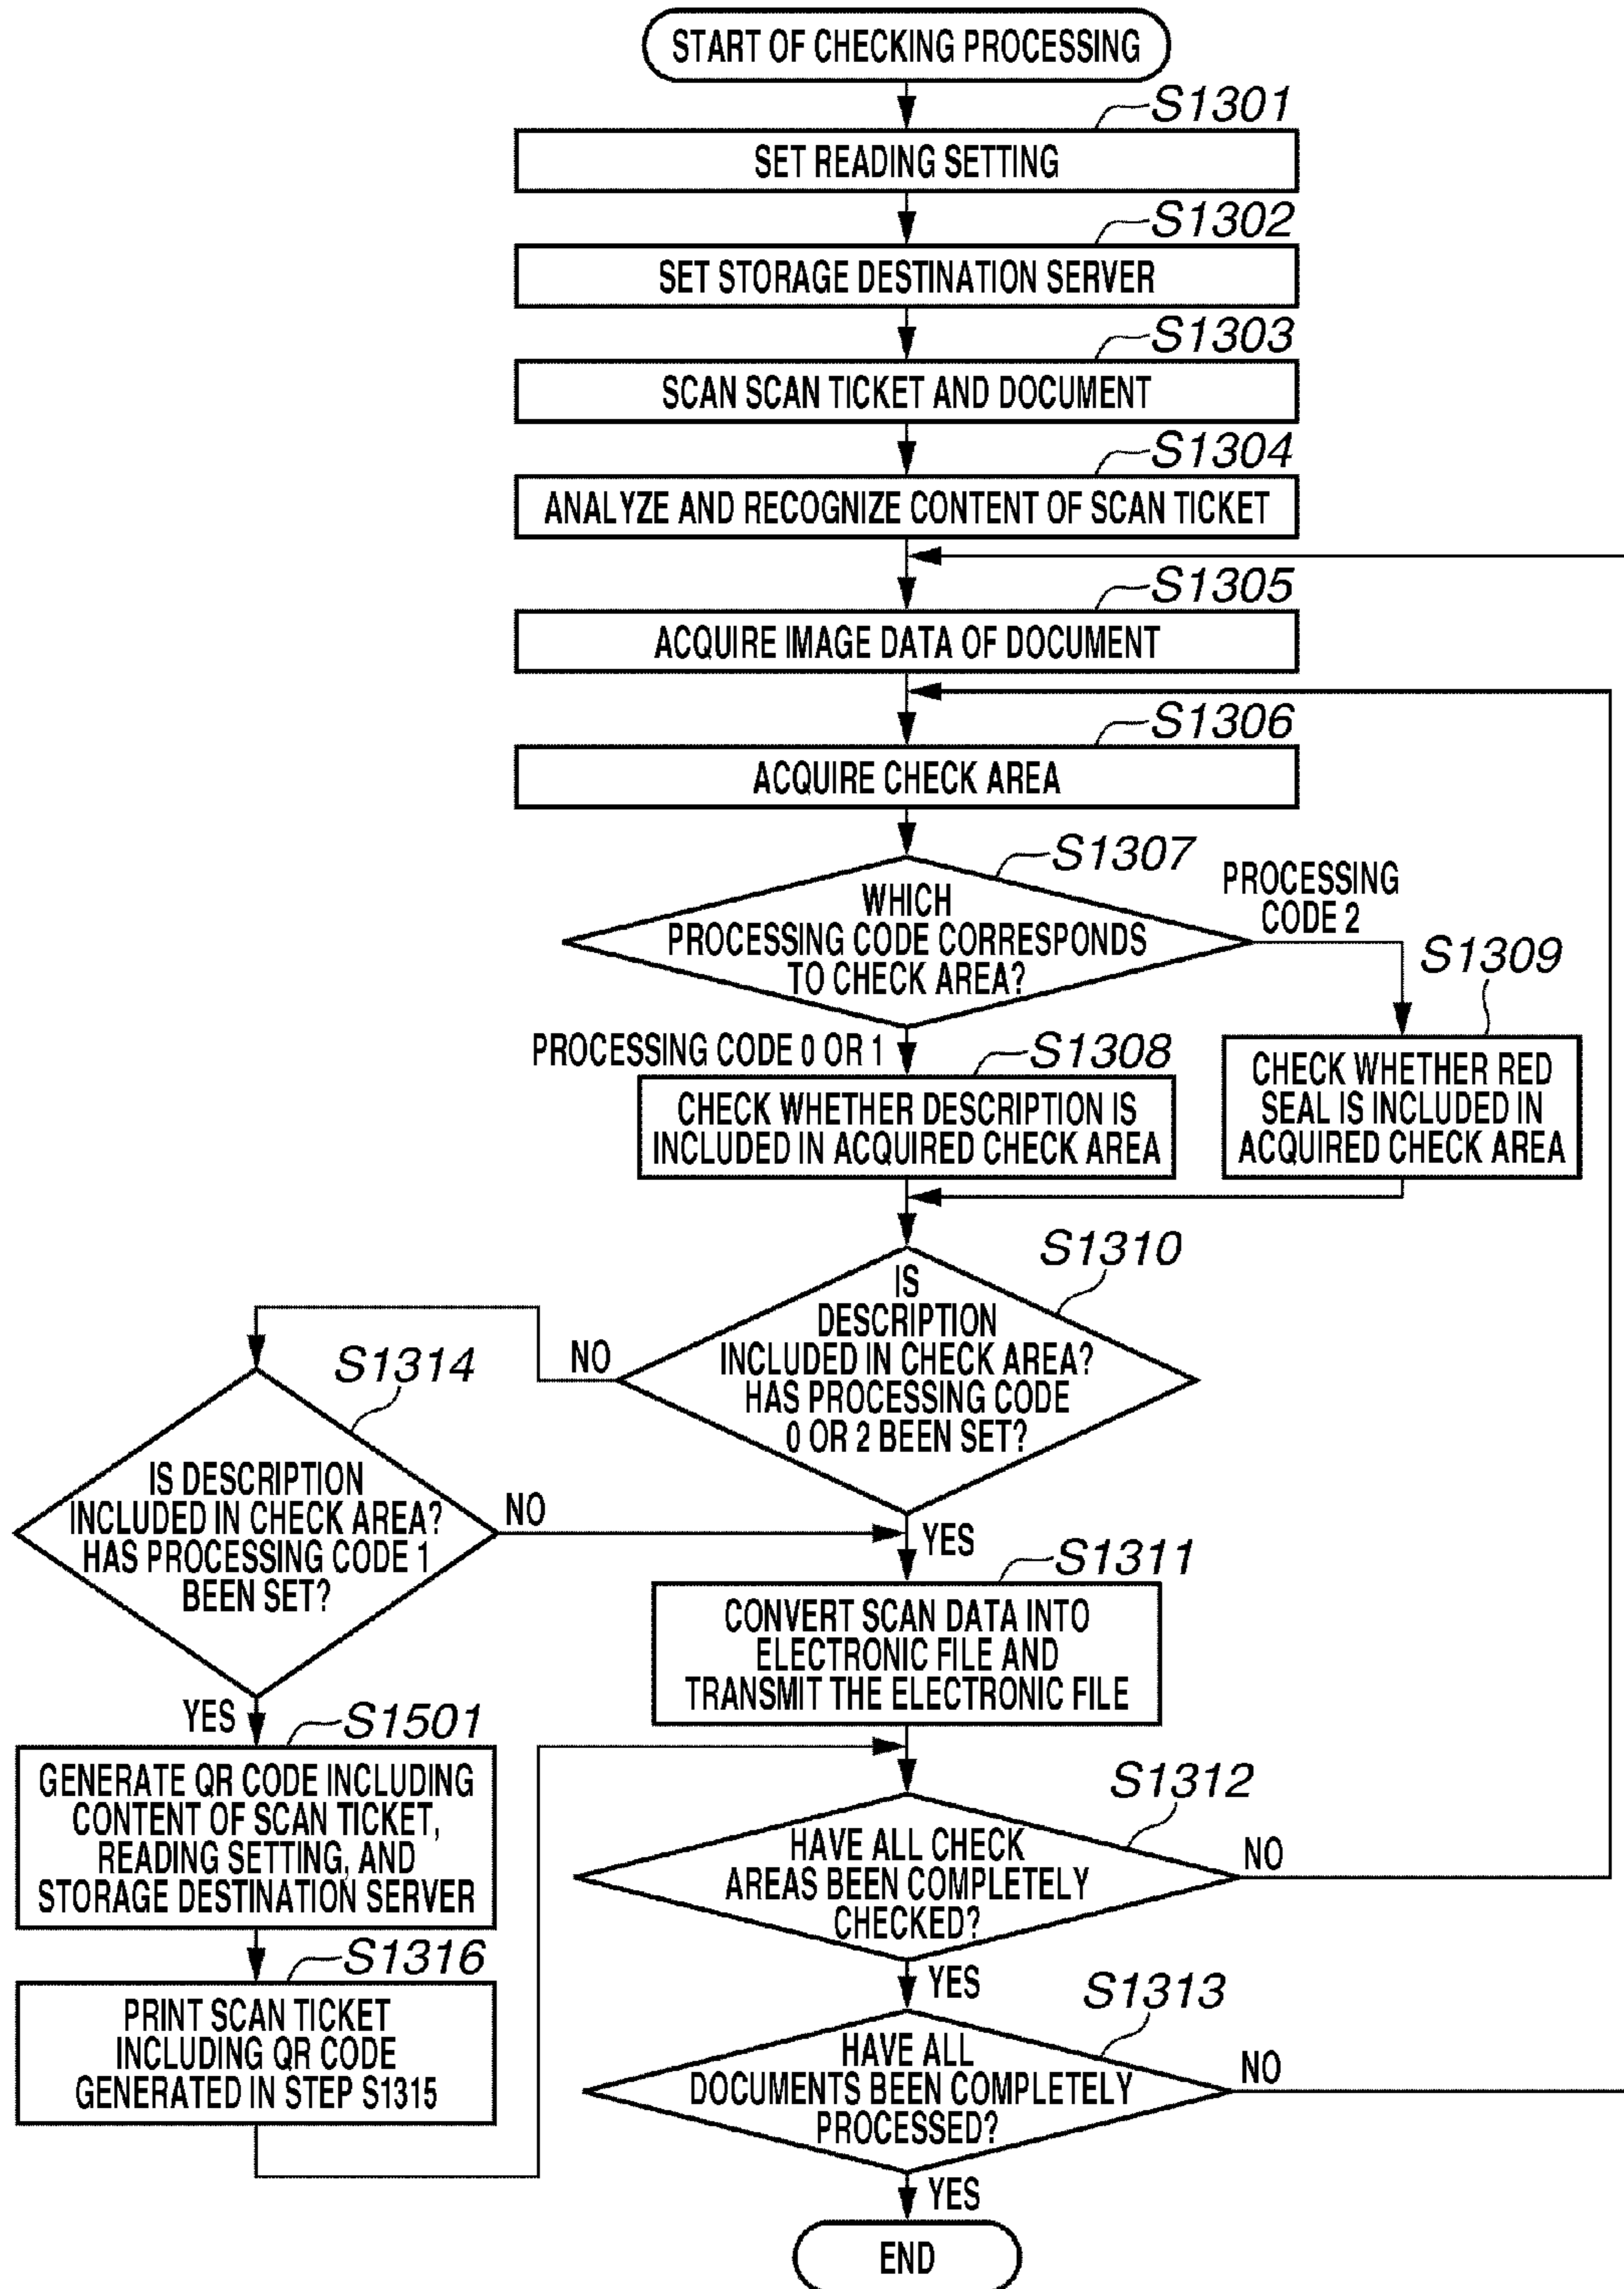 START OF CHECKING PROCESSING
S1301
SET READING SETTING
S1302
SET STORAGE DESTINATION SERVER
S1303
SCAN SCAN TICKET AND DOCUMENT
S1304
ANALYZE AND RECOGNIZE CONTENT OF SCAN TICKET
S1305
ACQUIRE IMAGE DATA OF DOCUMENT
S1306
ACQUIRE CHECK AREA
S1307
WHICH
PROCESSING CODE CORRESPONDS
TO CHECK AREA?
PROCESSING
CODE 2
S1309
CHECK WHETHER RED
SEAL IS INCLUDED IN
ACQUIRED CHECK AREA
PROCESSING CODE 0 OR 1
S1308
CHECK WHETHER DESCRIPTION IS
INCLUDED IN ACQUIRED CHECK AREA
S1310
IS
DESCRIPTION
INCLUDED IN CHECK AREA?
HAS PROCESSING CODE
0 OR 2 BEEN SET?
NO
S1314
IS DESCRIPTION
INCLUDED IN CHECK AREA?
HAS PROCESSING CODE 1
BEEN SET?
NO
YES
S1311
CONVERT SCAN DATA INTO
ELECTRONIC FILE AND
TRANSMIT THE ELECTRONIC FILE
YES
S1501
GENERATE QR CODE INCLUDING
CONTENT OF SCAN TICKET,
READING SETTING, AND
STORAGE DESTINATION SERVER
S1316
PRINT SCAN TICKET
INCLUDING QR CODE
GENERATED IN STEP S1315
S1312
HAVE ALL CHECK
AREAS BEEN COMPLETELY
CHECKED?
NO
YES
S1313
HAVE ALL
DOCUMENTS BEEN COMPLETELY
PROCESSED?
NO
YES
END